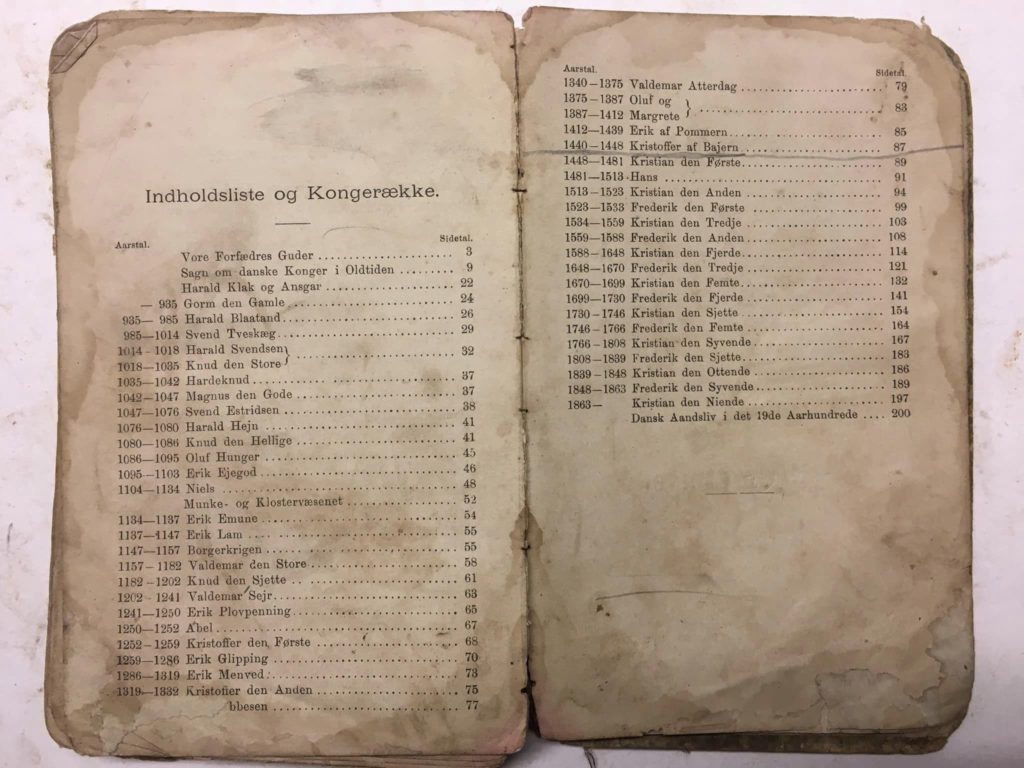 Indholdsliste og Kongerække.
Aarstal. Sidetal.
Vore Forfædres Guder 3
Sagn om danske Konger i Oldtiden 9
Harald Klak og Ansgar 22
— 935 Gorm den Gamle 24
935— 985 Harald Blaatand 26
985—1014 Svend Tveskæg 29
1014-1018 Harald Svendsen } 32
1018—1035 Knud den Store
1035—1042 Hardeknud 37
1042—1047 Magnus den Gode 37
1047—1076 Svend Estridsen 38
1076—1080 Harald Hejn 41
1080—1086 Knud den Hellige 41
1086—1095 Oluf Hunger 45
1095—1103 Erik Ejegod 46
1104—1134 Niels 48
Munke- og Klostervæsenet 52
1134—1137 Erik Emune 54
1137—1147 Erik Lam 55
1147—1157 Borgerkrigen 55
1157-1182 Valdemar den Store 58
1182-1202 Knud den Sjette 61
1202-1241 Valdemar Sejr 63
1241—1250 Erik Plovpenning 65
1250—1252 Abel 67
1252-1259 Kristoffer den Første 68
1259—1286 Erik Glipping 70
1286—1319 Erik Menved 73
1319—1332 Kristoffer den Anden 75
bbesen 77
Aarstal. Sidetal.
1340—1375 Valdemar Atterdag 79
1375-1387 Oluf og } 83
1387—1412 Margrete
1412—1439 Erik af Pommern 85
1440-1448 Kristoffer af Bajern 87
1448—1481 Kristian den Første 89
1481—1513 Hans 91
1513-1523 Kristian den Anden 94
1523—1533 Frederik den Første 99
1534—1559 Kristian den Tredje 103
1559—1588 Frederik den Anden 108
1588-1648 Kristian den Fjerde 114
1648—1670 Frederik den Tredje 121
1670—1699 Kristian den Femte 132
1699—1730 Frederik den Fjerde 141
1730-1746 Kristian den Sjette 154
1746-1766 Frederik den Femte 164
1766-1808 Kristian den Syvende 167
1808—1839 Frederik den Sjette 183
1839-1848 Kristian den Ottende 186
1848—1863 Frederik den Syvende 189
1863— Kristian den Niende 197
Dansk Aandsliv i det 19de Aarhundrede 200